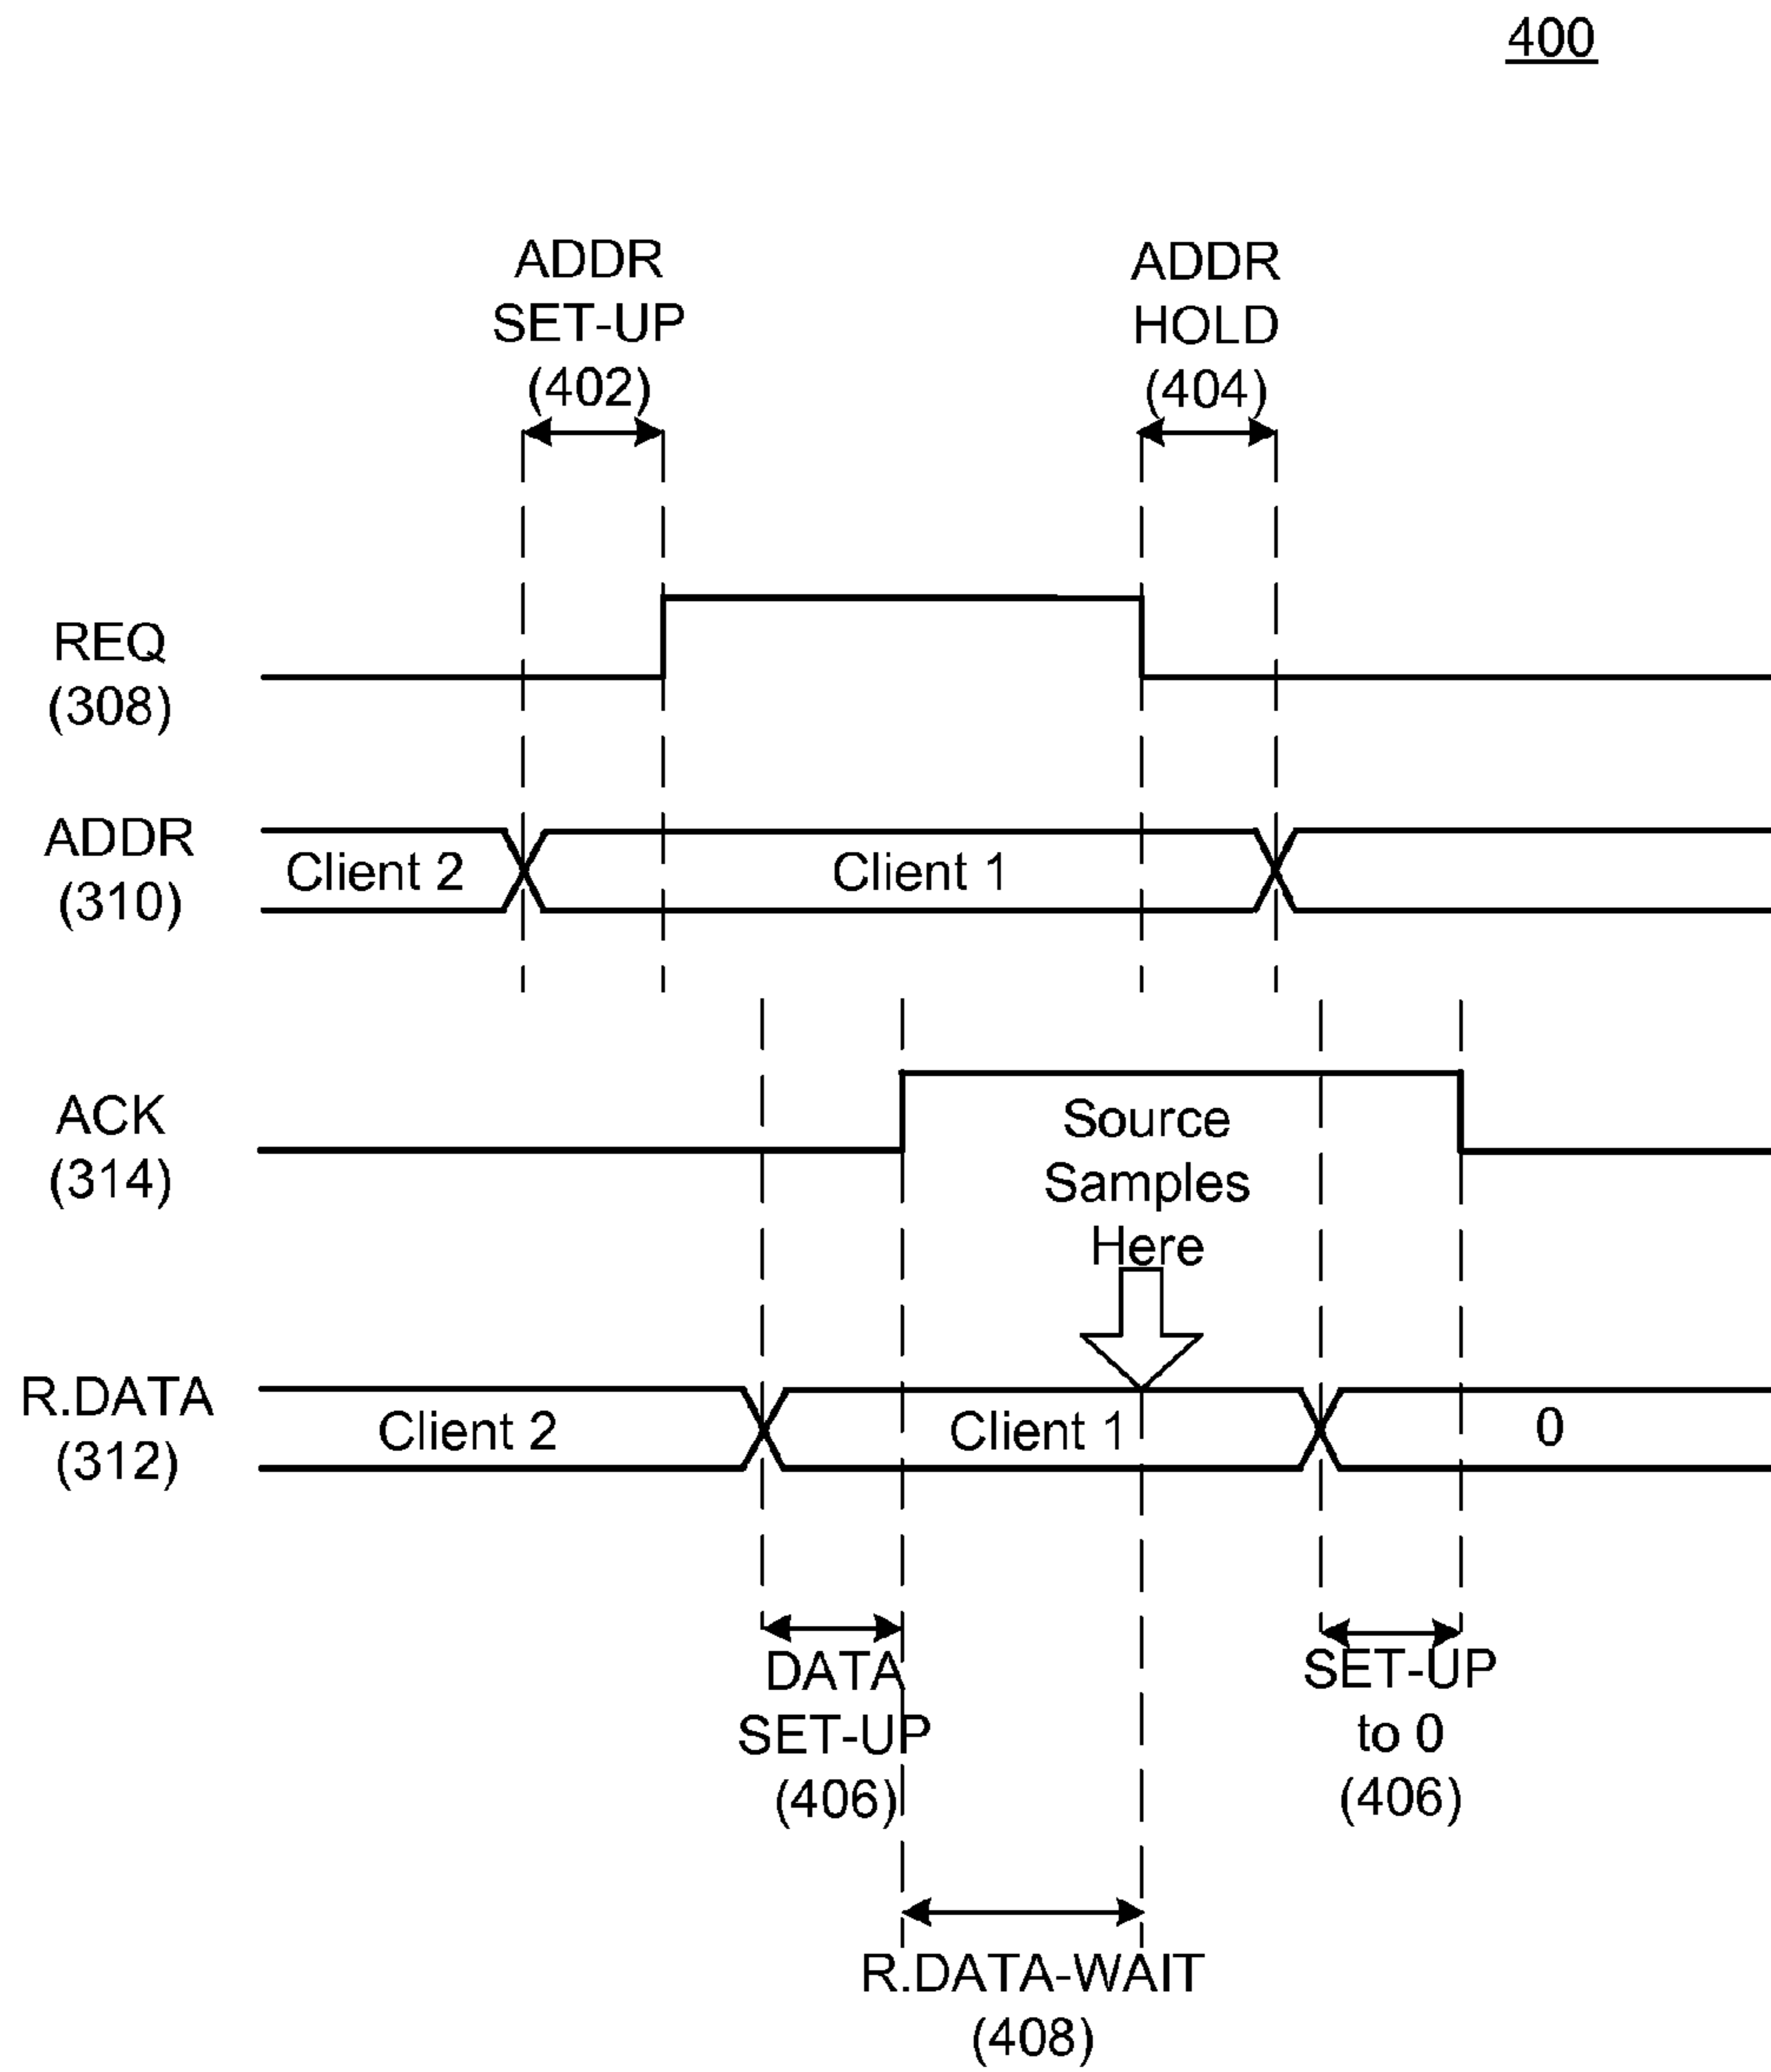 400
ADDR
SET-UP
(402)
ADDR
HOLD
(404)
REQ
(308)
ADDR
(310)
Client 2
Client 1
ACK
(314)
Source
Samples
Here
R.DATA
(312)
Client 2
Client 1
0
DATA
SET-UP
(406)
SET-UP
to 0
(406)
R.DATA-WAIT
(408)